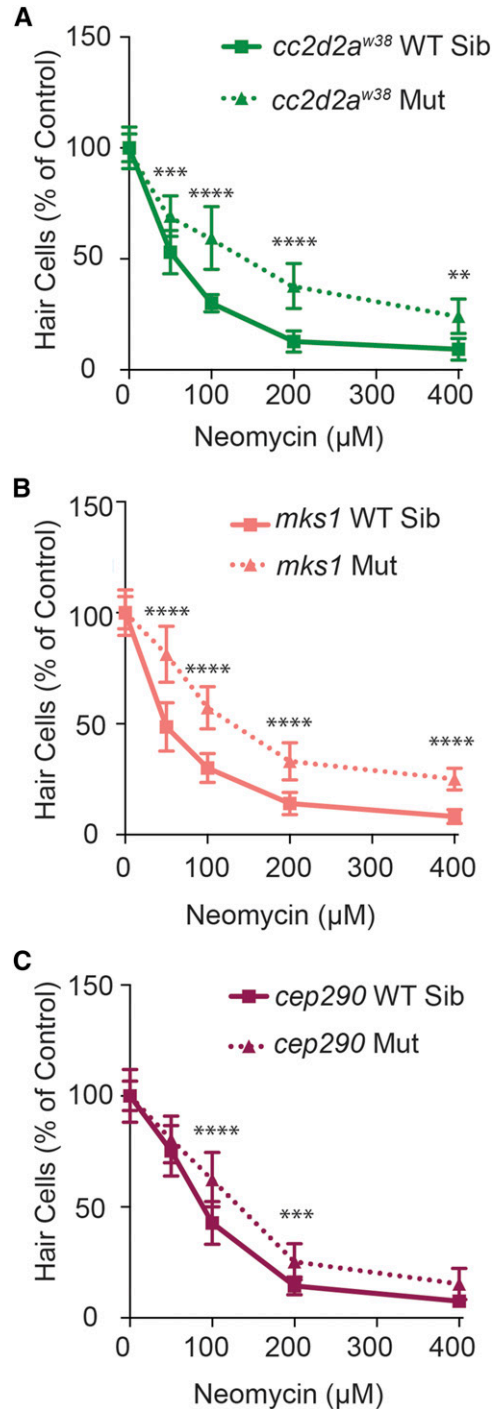 A
150
100
50
0
Hair Cells (% of Control)
cc2d2a^w38 WT Sib
cc2d2a^w38 Mut
***
****
****
**
0 100 200 300 400
Neomycin (µM)
B
150
100
50
0
Hair Cells (% of Control)
mks1 WT Sib
mks1 Mut
****
****
****
****
0 100 200 300 400
Neomycin (µM)
C
150
100
50
0
Hair Cells (% of Control)
cep290 WT Sib
cep290 Mut
****
***
0 100 200 300 400
Neomycin (µM)